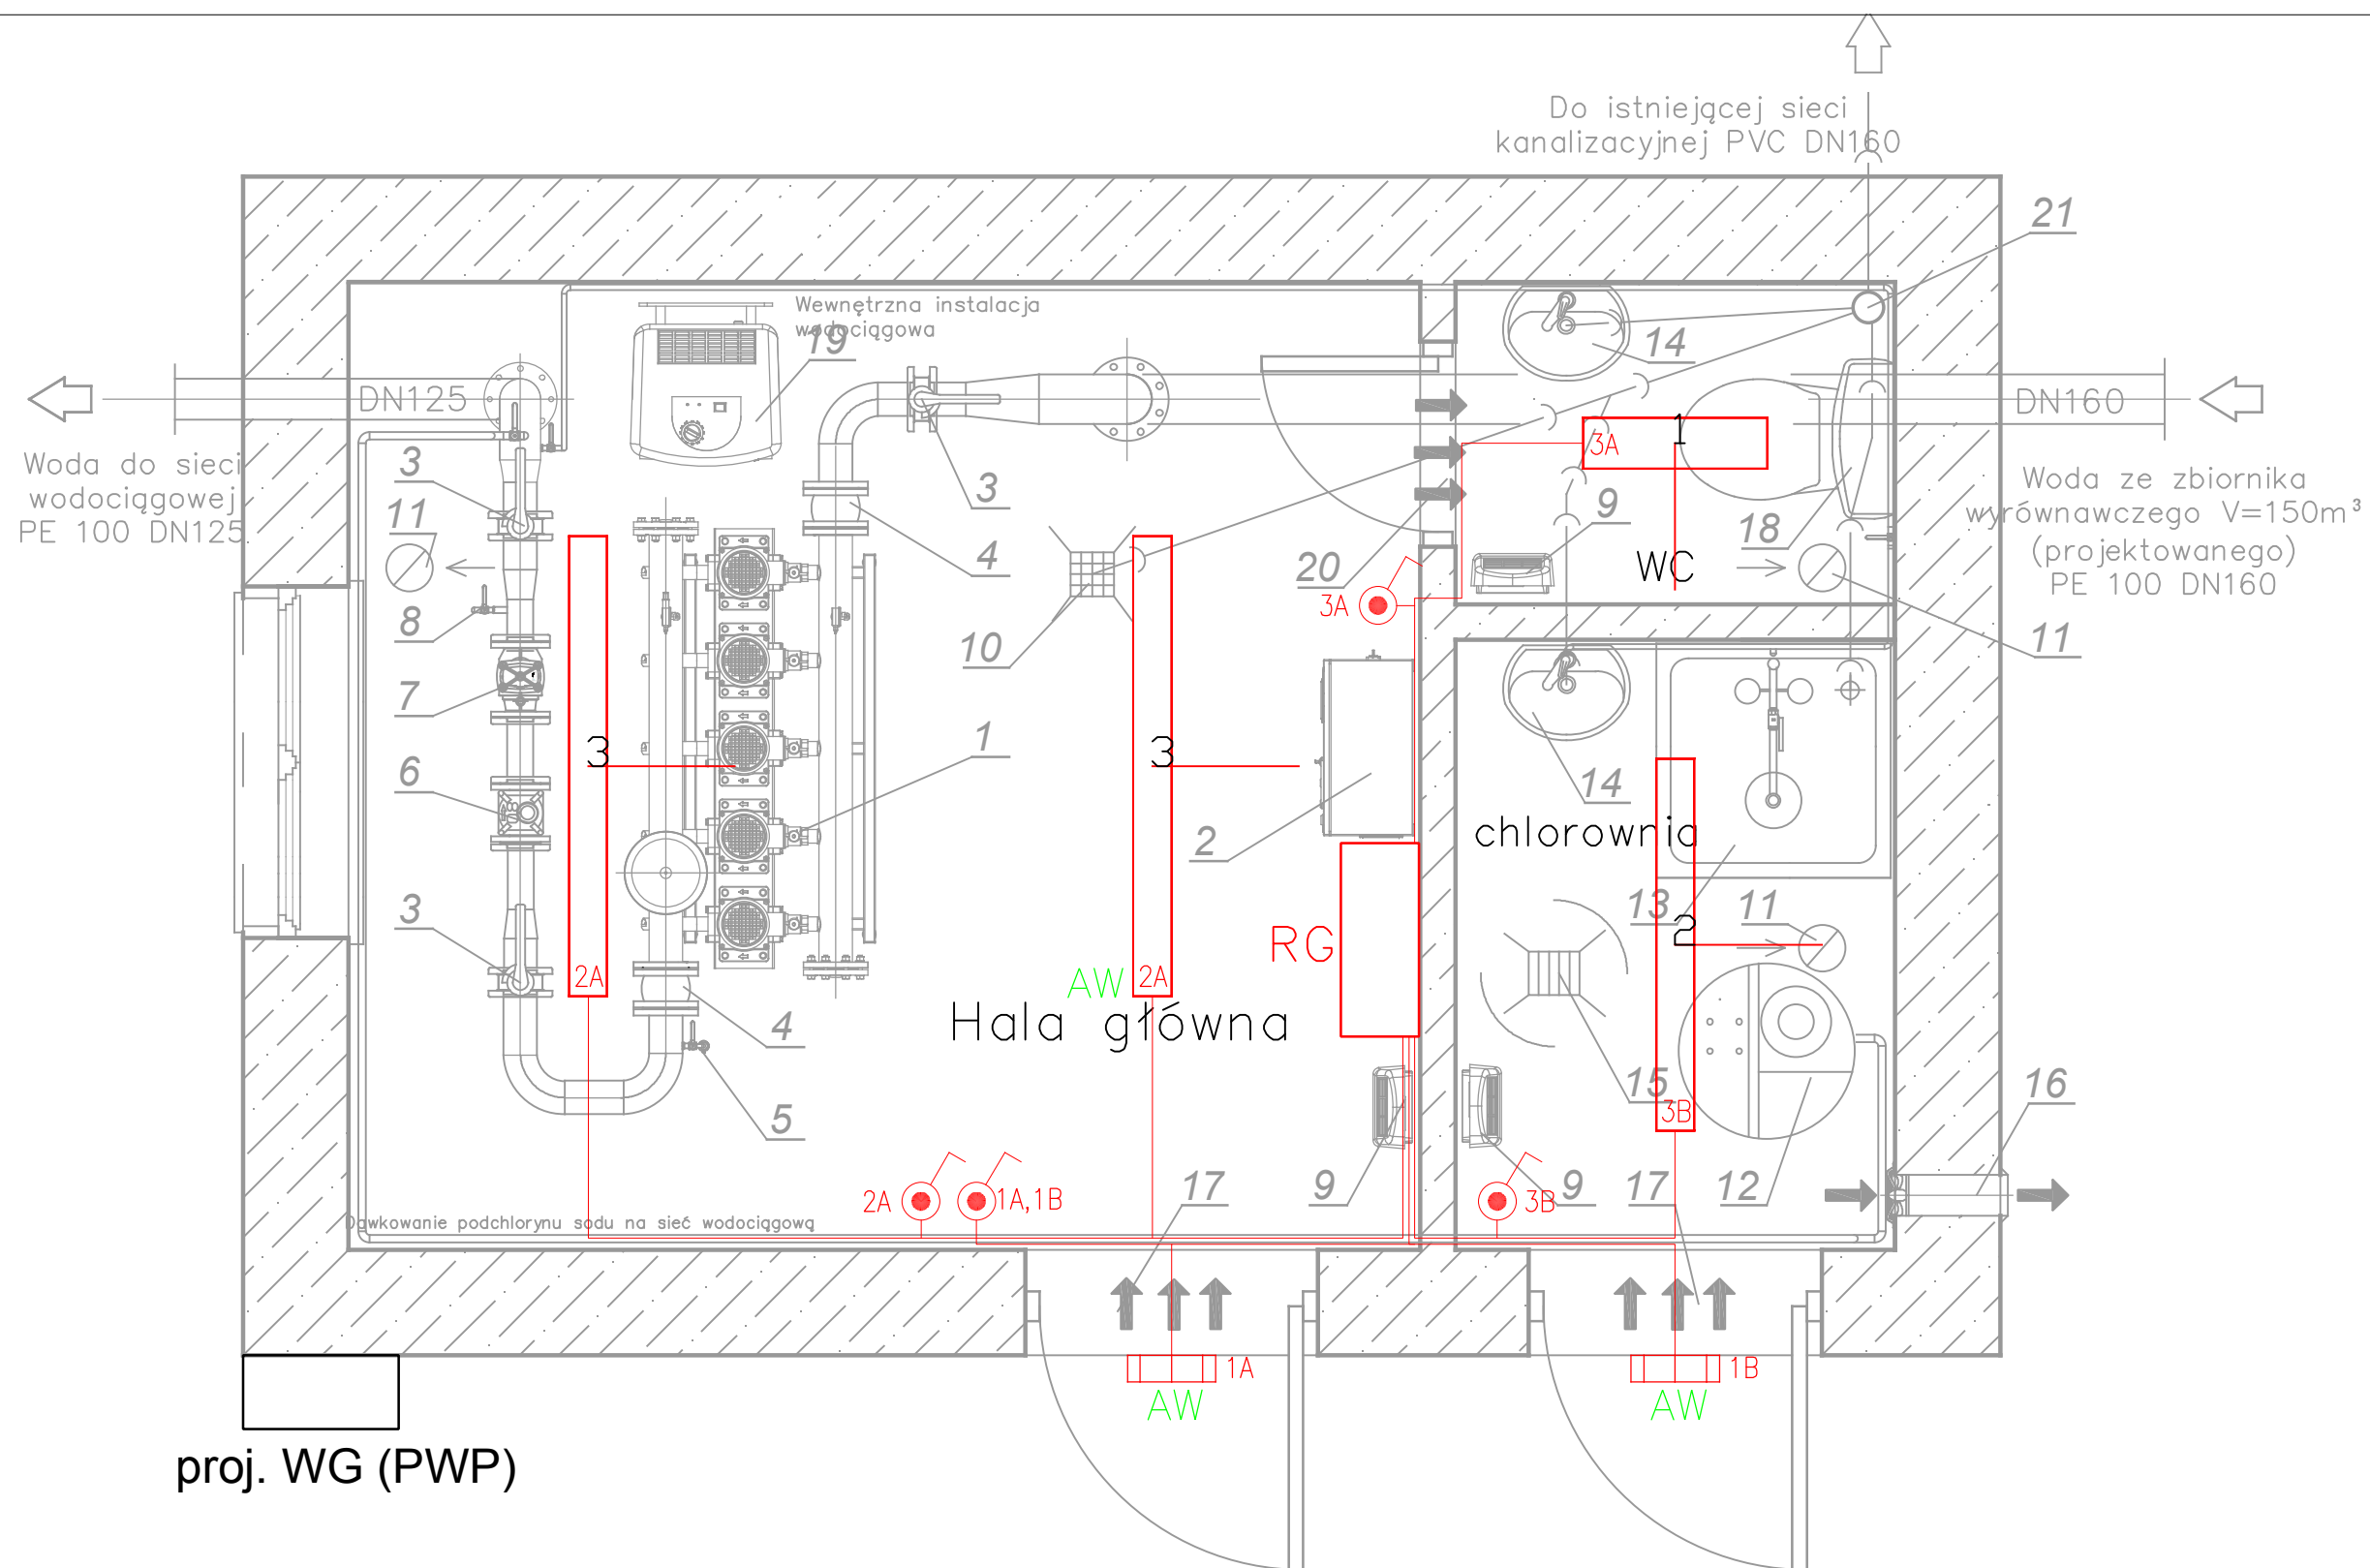 Do istniejącej sieci
kanalizacyjnej PVC DN160
21
Wewnętrzna instalacja
wodociągowa
19
14
DN125
DN160
1
3A
Woda do sieci
wodociągowej
PE 100 DN125
3
11
3
4
9
18
Woda ze zbiornika
wyrównawczego V=150m³
(projektowanego)
PE 100 DN160
WC
20
3A
8
10
11
7
3
1
3
6
2
14
chlorownia
3
13
2
11
RG
2A
AW
2A
Hala główna
4
5
15
3B
16
2A
1A,1B
17
9
3B
9
17
12
Dawkowanie podchlorynu sodu na sieć wodociągową
1A
AW
1B
AW
proj. WG (PWP)